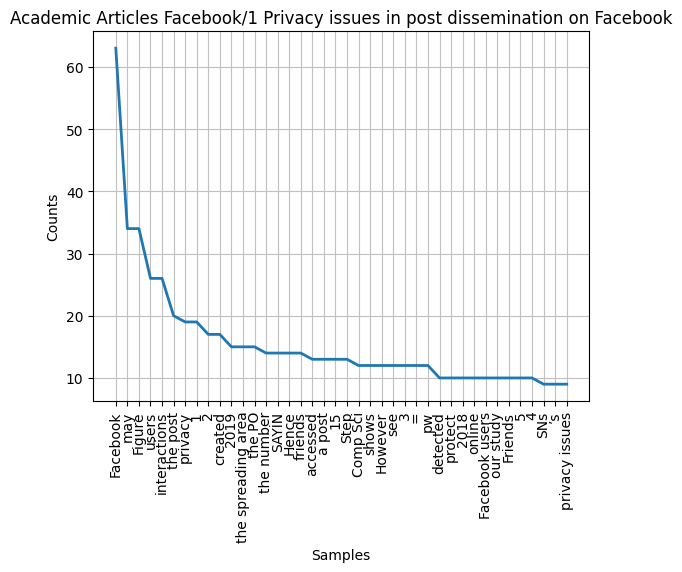 Academic Articles Facebook/1 Privacy issues in post dissemination on Facebook
Counts
60
50
40
30
20
10
Facebook
may
Figure
users
interactions
the post
privacy
1
2
created
2019
the spreading area
the PO
the number
SAYIN
Hence
friends
accessed
a post
15
Step
Comp Sci
shows
However
see
3
=
pw
detected
protect
2018
online
Facebook users
our study
Friends
5
4
SNs
’s
privacy issues
Samples